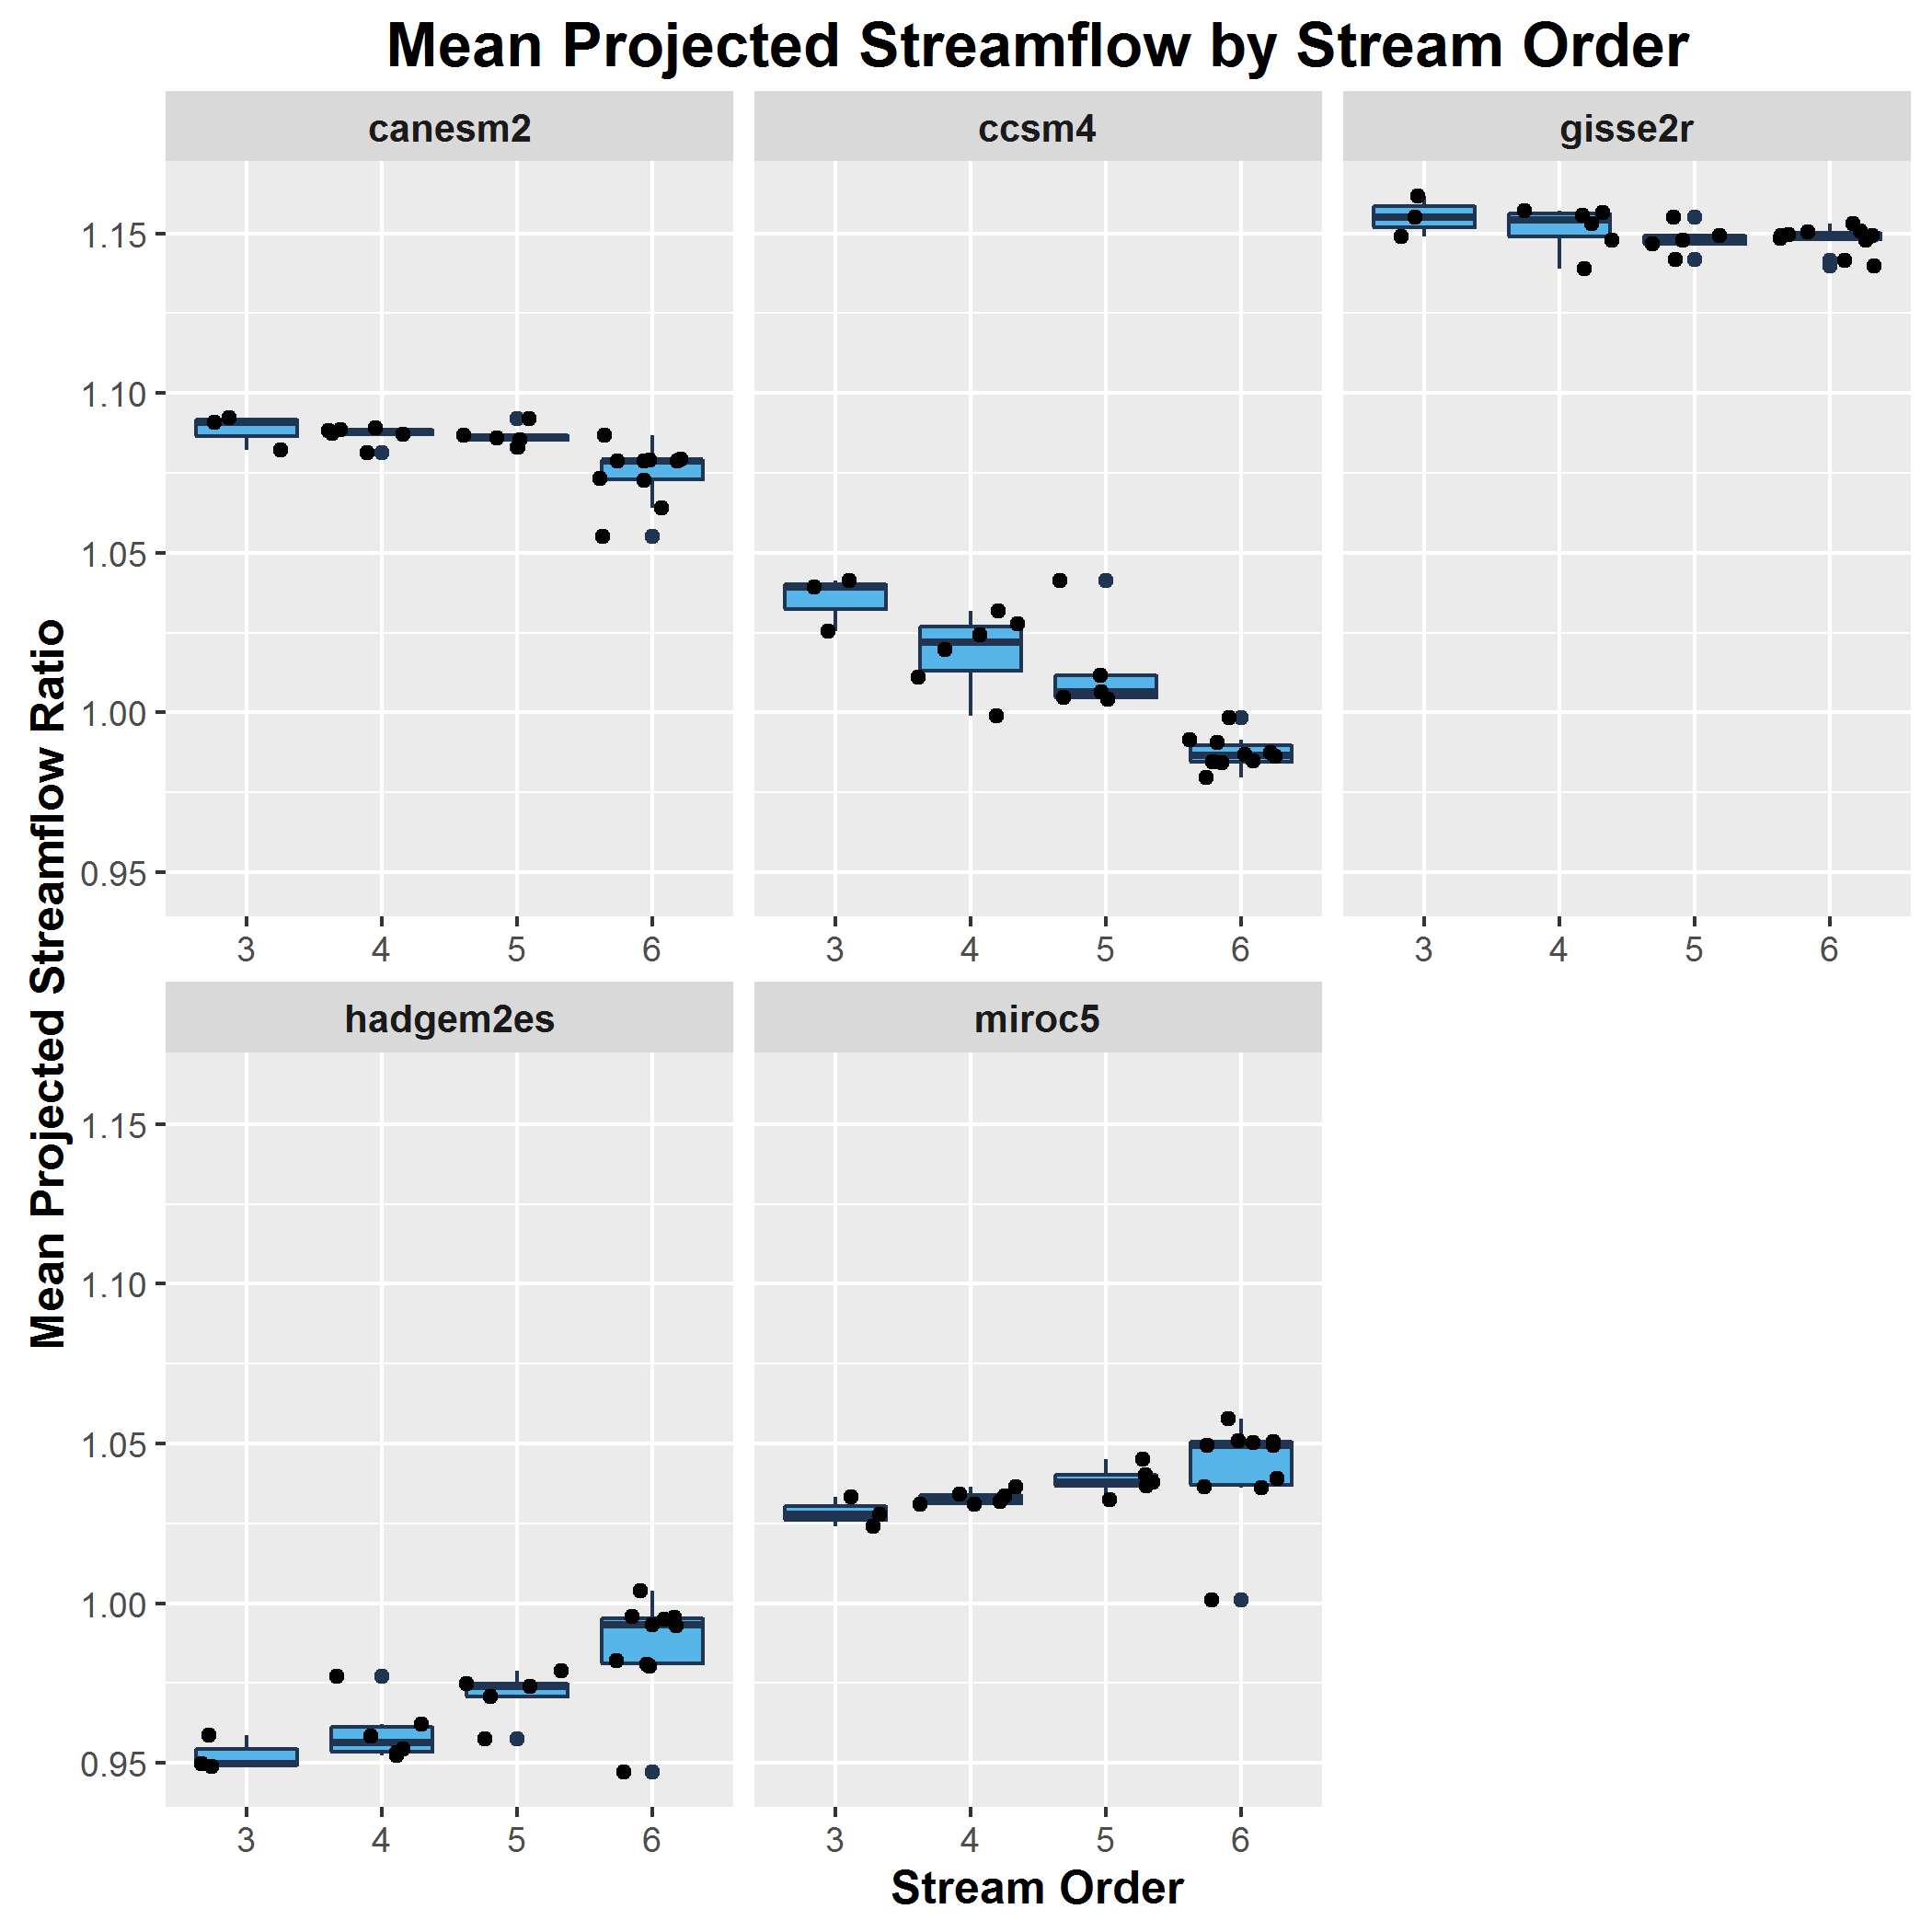 Mean Projected Streamflow by Stream Order
canesm2
ccsm4
gisse2r
1.15
1.10
1.05
1.00
0.95
3 4 5 6
3 4 5 6
3 4 5 6
Mean Projected Streamflow Ratio
hadgem2es
miroc5
1.15
1.10
1.05
1.00
0.95
3 4 5 6
3 4 5 6
Stream Order